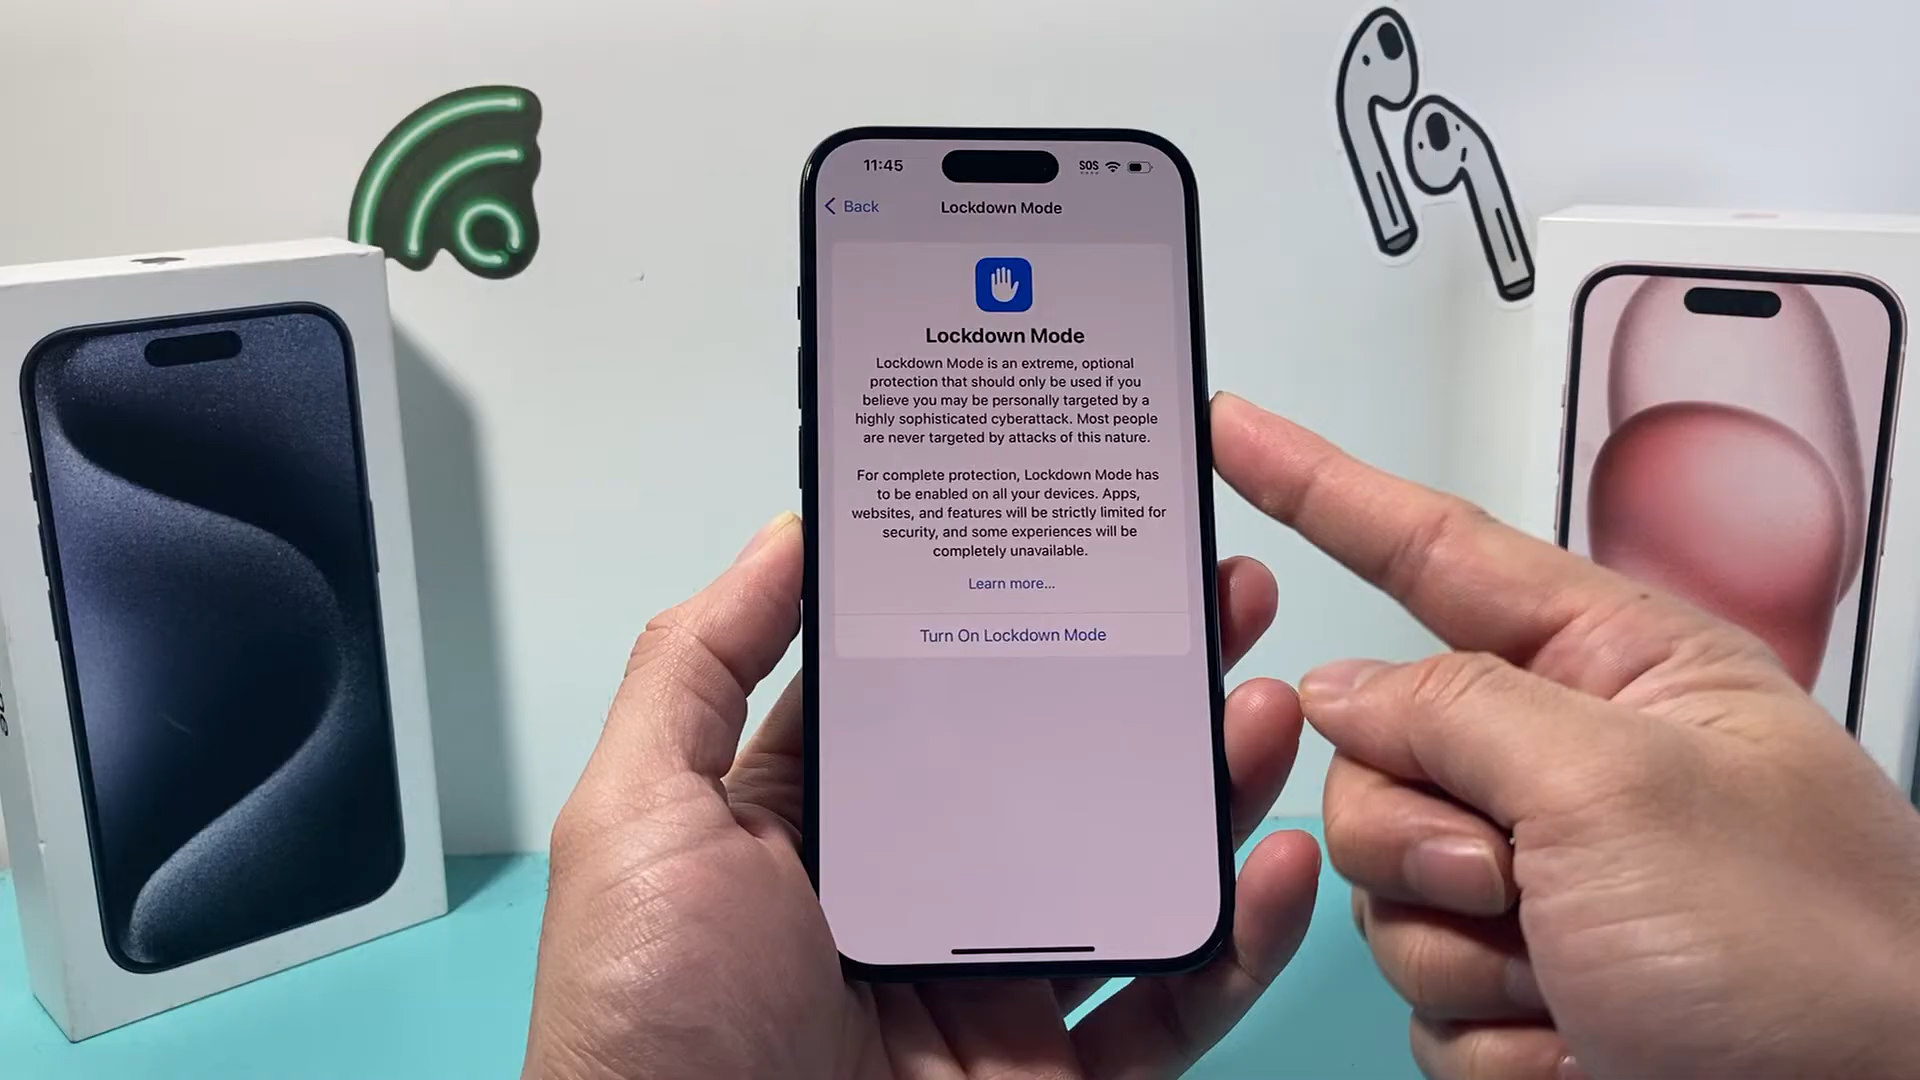 11:45
SOS
Back
Lockdown Mode
Lockdown Mode
Lockdown Mode is an extreme, optional
protection that should only be used if you
believe you may be personally targeted by a
highly sophisticated cyberattack. Most people
are never targeted by attacks of this nature.
For complete protection, Lockdown Mode has
to be enabled on all your devices. Apps,
websites, and features will be strictly limited for
security, and some experiences will be
completely unavailable.
Learn more...
Turn On Lockdown Mode